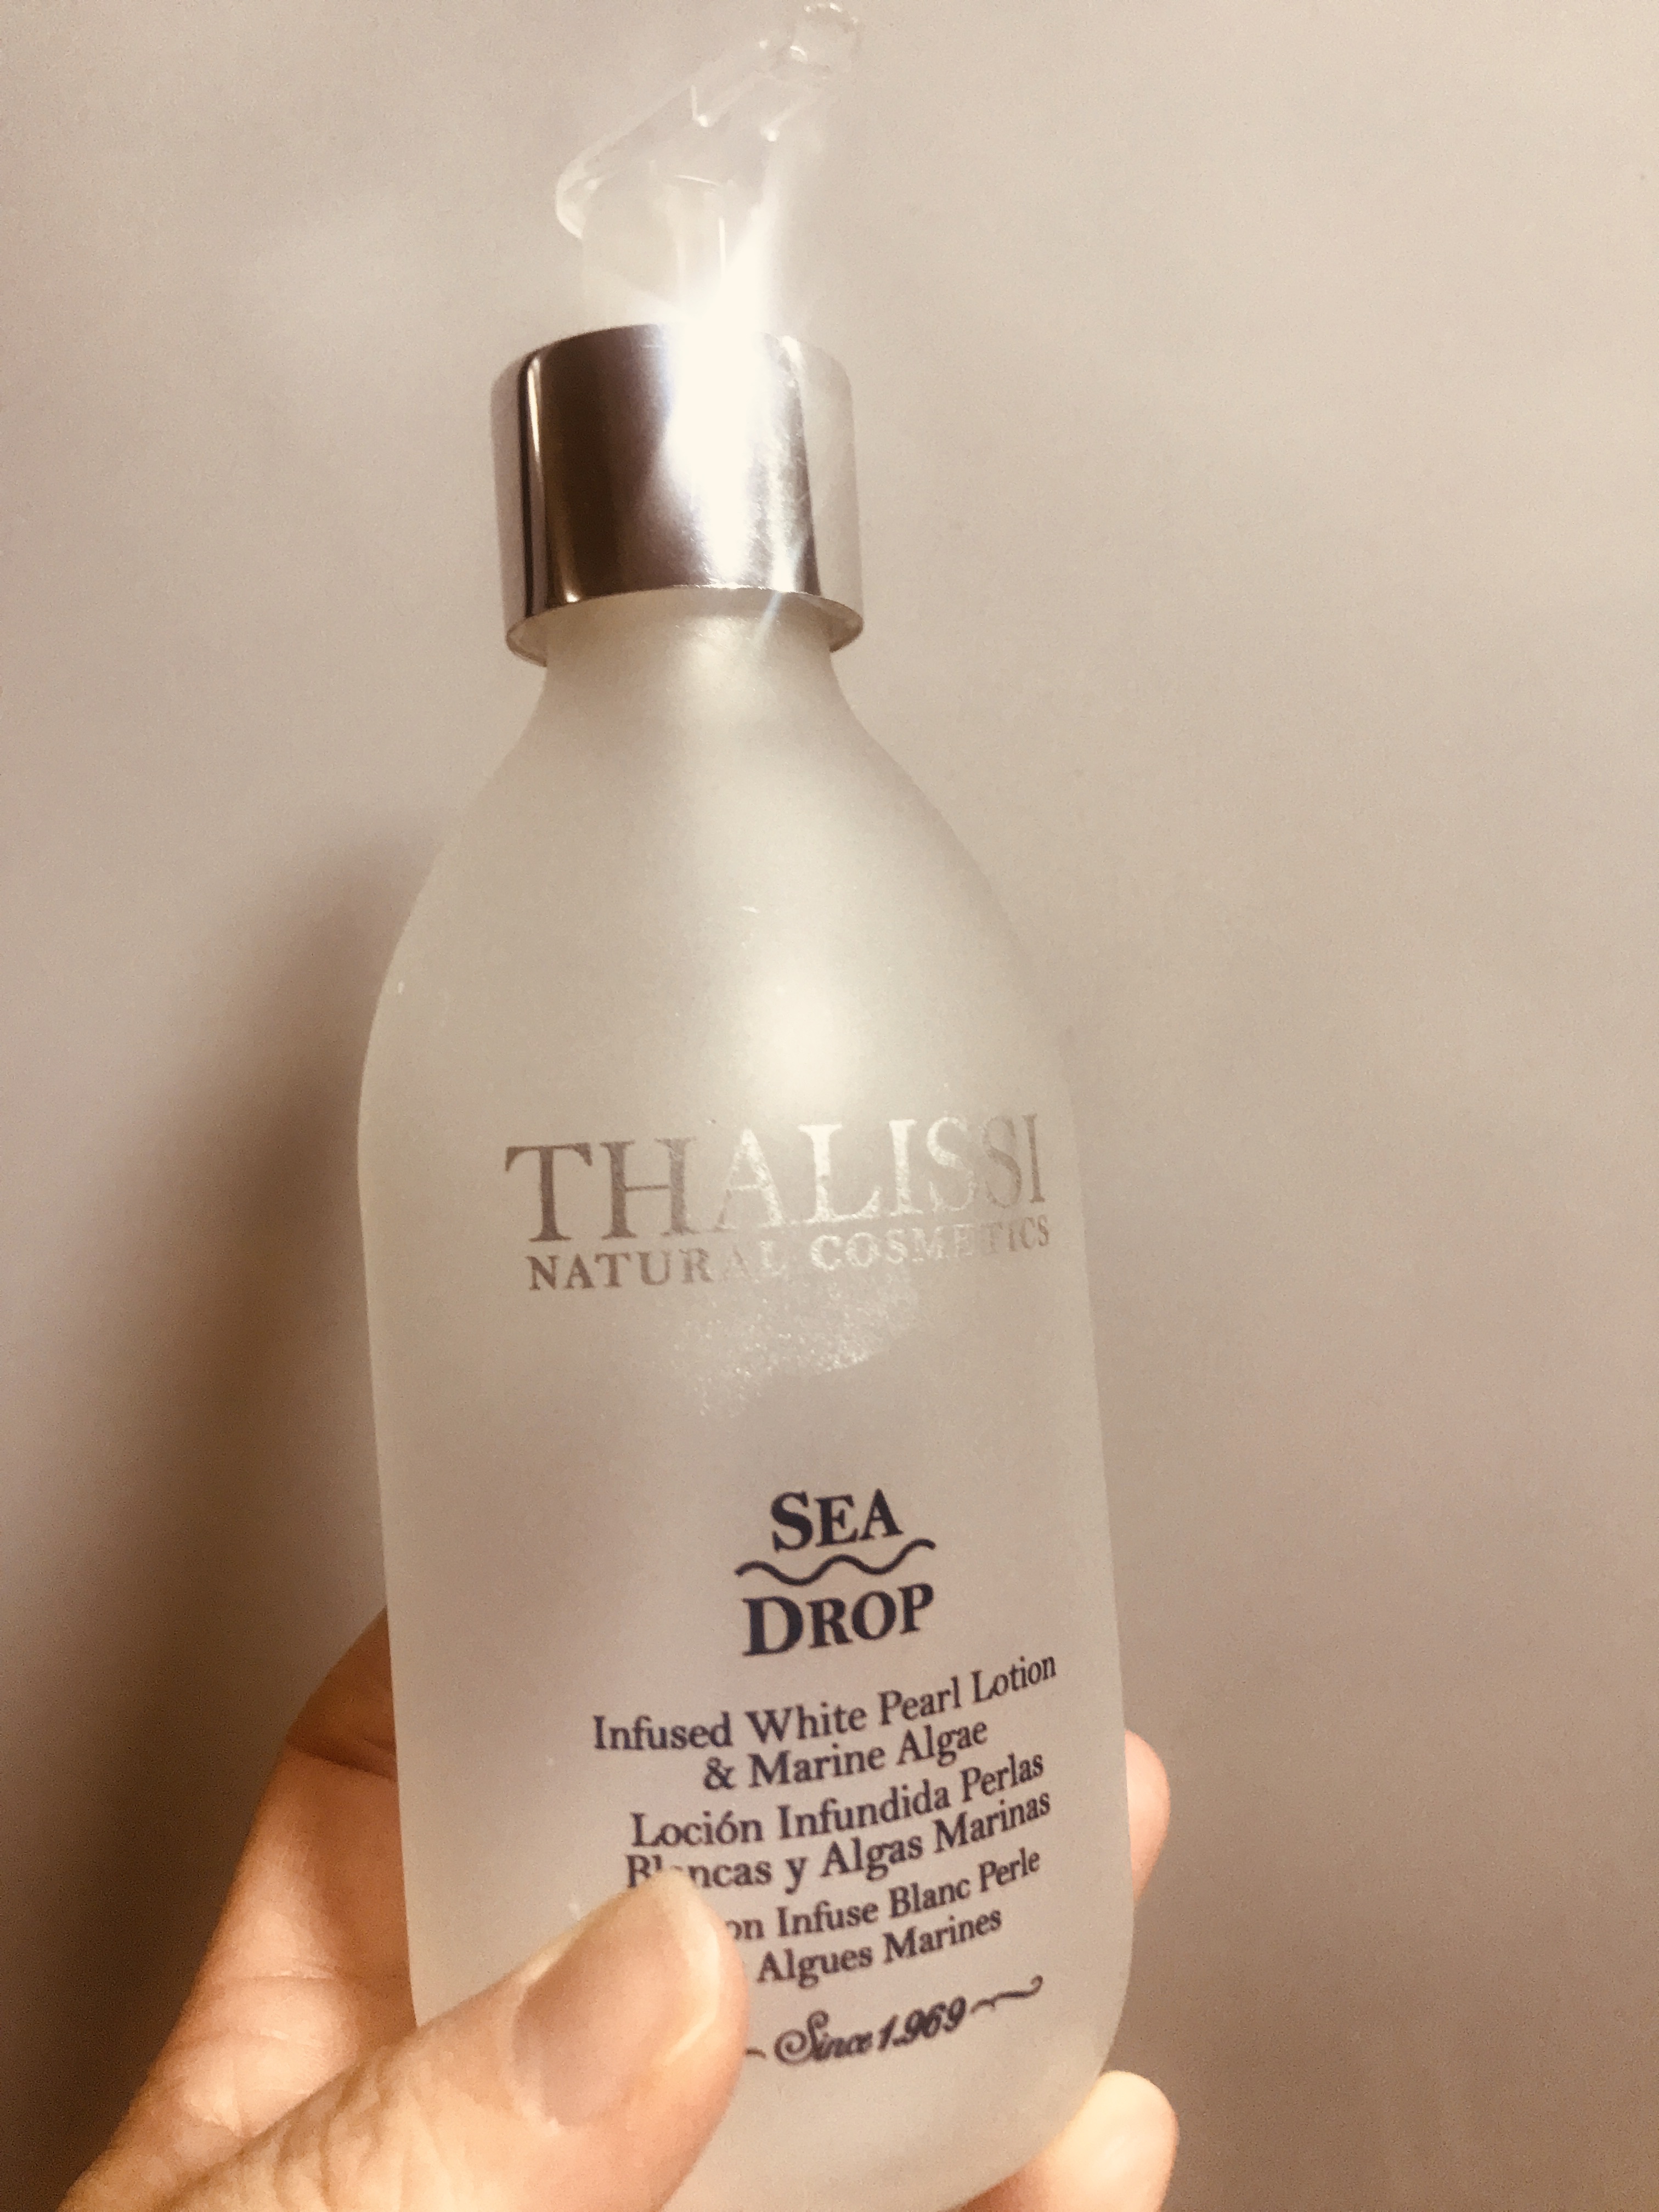 THALISSI
NATURAL COSMETICS
SEA
DROP
Infused White Pearl Lotion
& Marine Algae
Loción Infundida Perlas
Blancas y Algas Marinas
Infuse Blanc Perle
Algues Marines
Since 1.969